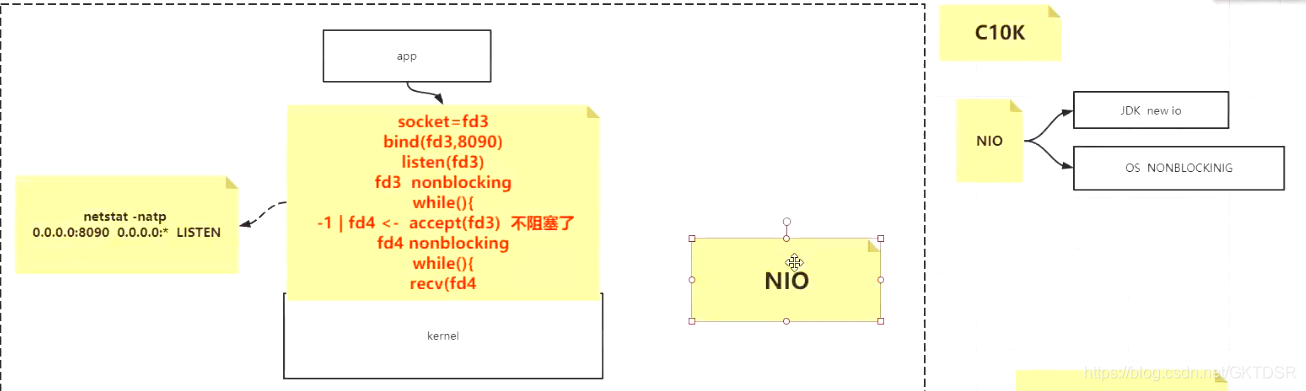 app
socket=fd3
bind(fd3,8090)
listen(fd3)
fd3 nonblocking
while(){
-1 | fd4 <- accept(fd3) 不阻塞了
fd4 nonblocking
while(){
recv(fd4
kernel
netstat -natp
0.0.0.0:8090 0.0.0.0:* LISTEN
NIO
C10K
NIO
JDK new io
OS NONBLOCKINIG
https://blog.csdn.net/GKTDSR